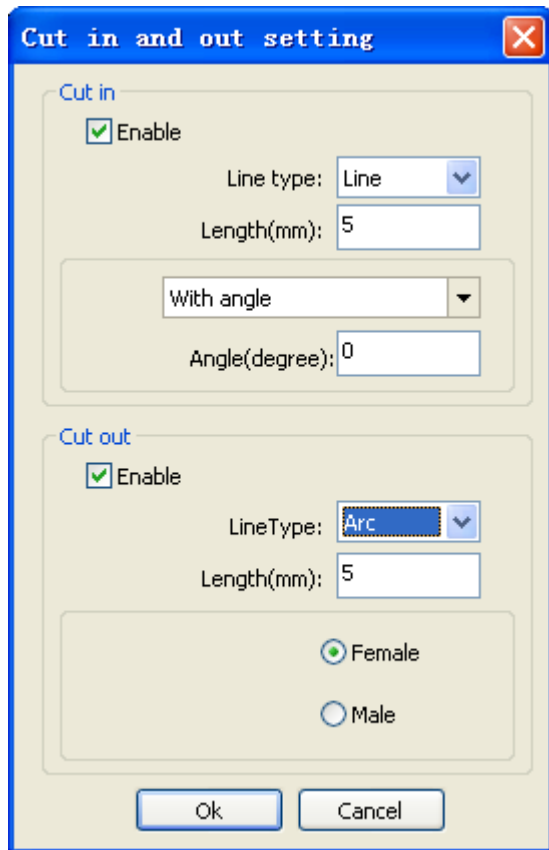 Cut in and out setting
Cut in
Enable
Line type: Line
Length(mm): 5
With angle
Angle(degree): 0
Cut out
Enable
LineType: Arc
Length(mm): 5
Female
Male
Ok Cancel